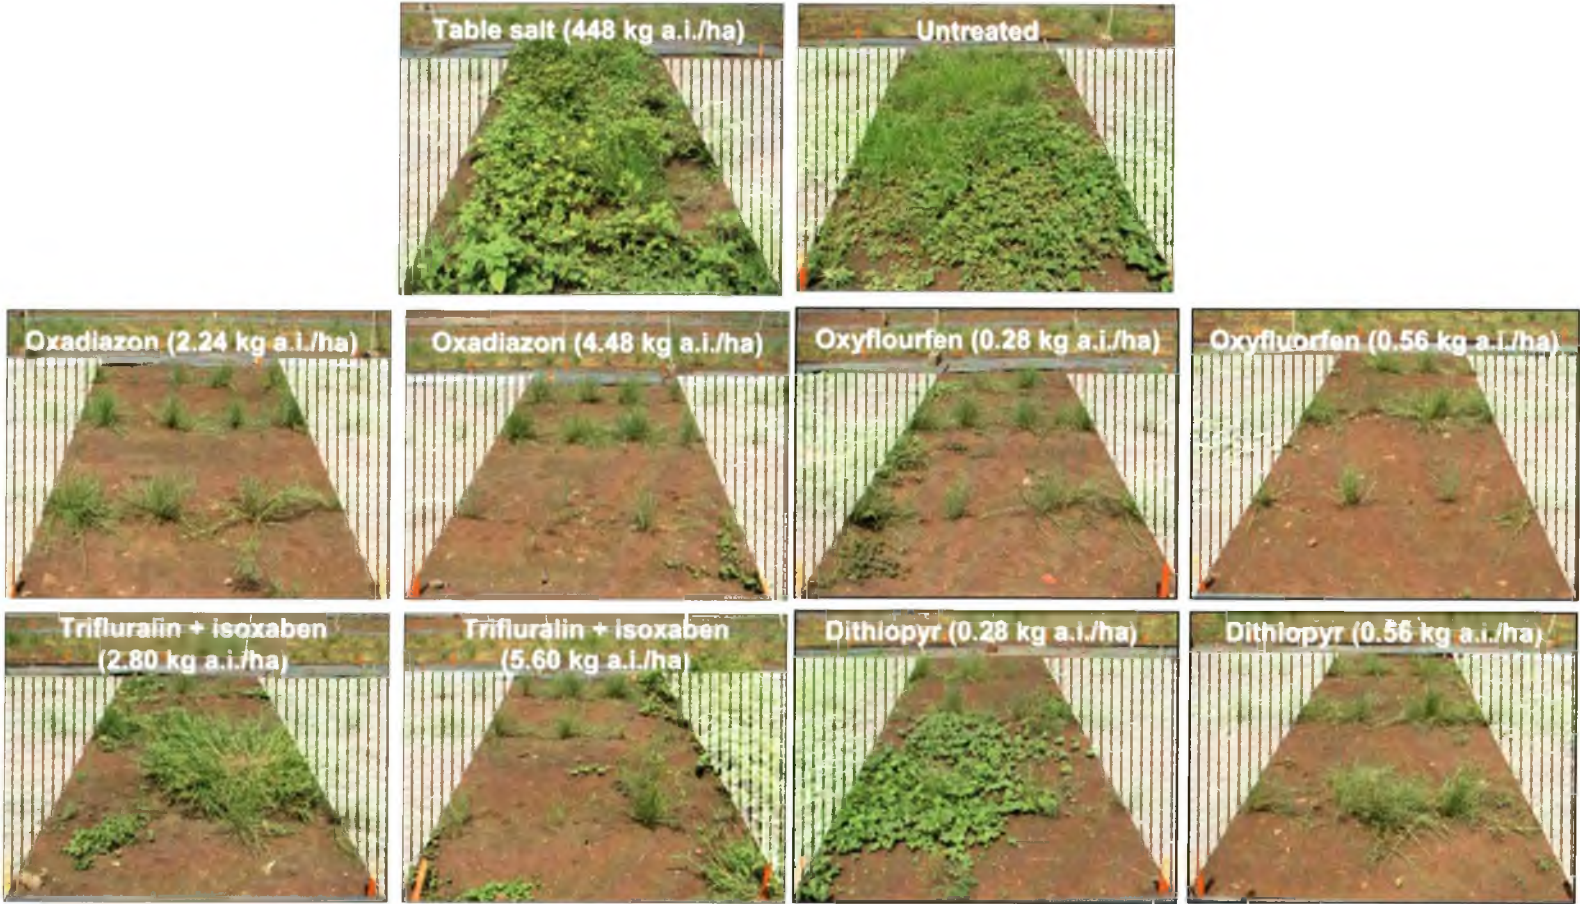 Table salt (448 kg a.i./ha)
Untreated
Oxadiazon (2.24 kg a.i./ha)
Oxadiazon (4.48 kg a.i./ha)
Oxyflourfen (0.28 kg a.i./ha)
Oxyfluorfen (0.56 kg a.i./ha)
Trifluralin + isoxaben
(2.80 kg a.i./ha)
Trifluralin + isoxaben
(5.60 kg a.i./ha)
Dithiopyr (0.28 kg a.i./ha)
Dithiopyr (0.56 kg a.i./ha)